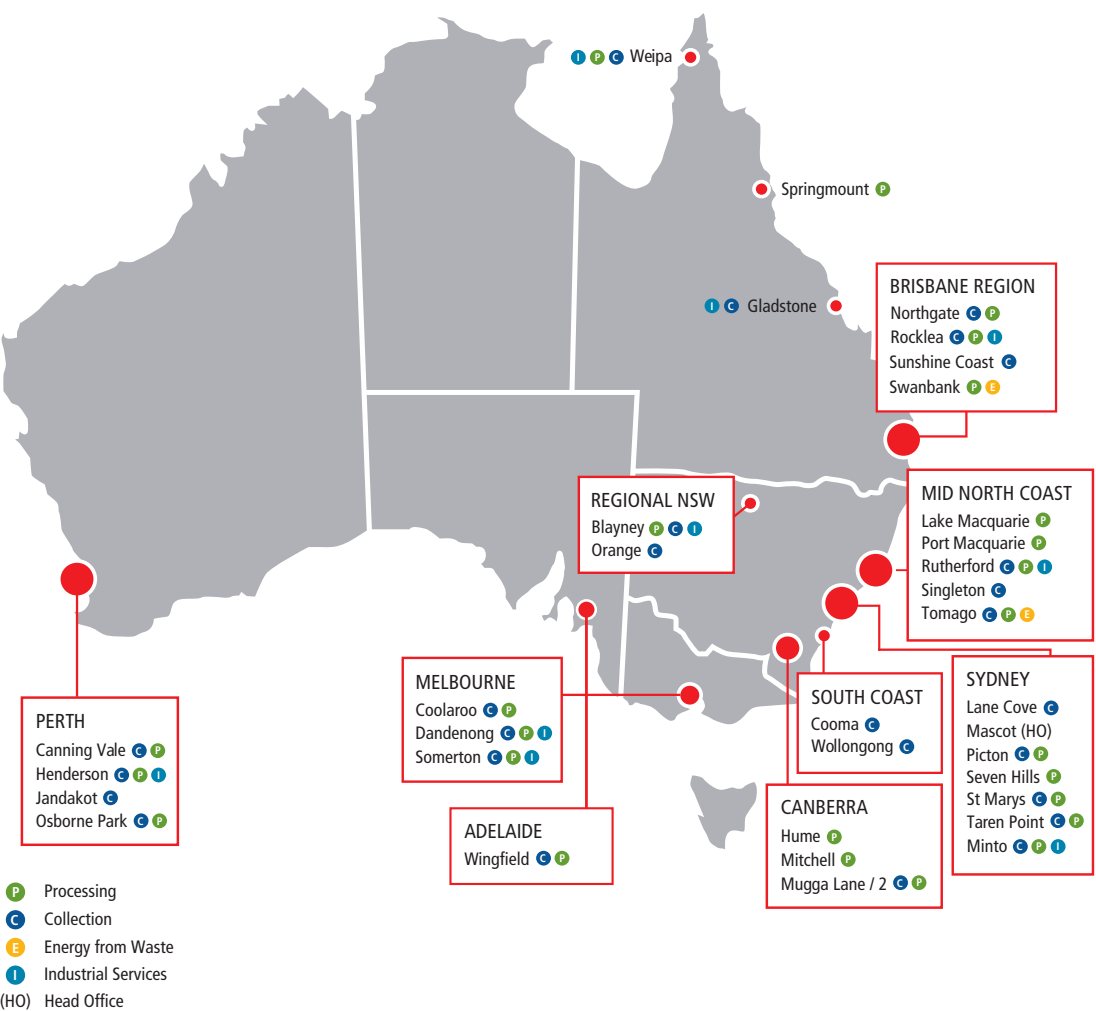 I P C Weipa
Springmount P
I C Gladstone
BRISBANE REGION
Northgate C P
Rocklea C P I
Sunshine Coast C
Swanbank P E
REGIONAL NSW
Blayney P C I
Orange C
MID NORTH COAST
Lake Macquarie P
Port Macquarie P
Rutherford C P I
Singleton C
Tomago C P E
SYDNEY
Lane Cove C
Mascot (HO)
Picton C P
Seven Hills P
St Marys C P
Taren Point C P
Minto C P I
SOUTH COAST
Cooma C
Wollongong C
CANBERRA
Hume P
Mitchell P
Mugga Lane / 2 C P
MELBOURNE
Coolaroo C P
Dandenong C P I
Somerton C P I
ADELAIDE
Wingfield C P
PERTH
Canning Vale C P
Henderson C P I
Jandakot C
Osborne Park C P
P Processing
C Collection
E Energy from Waste
I Industrial Services
(HO) Head Office